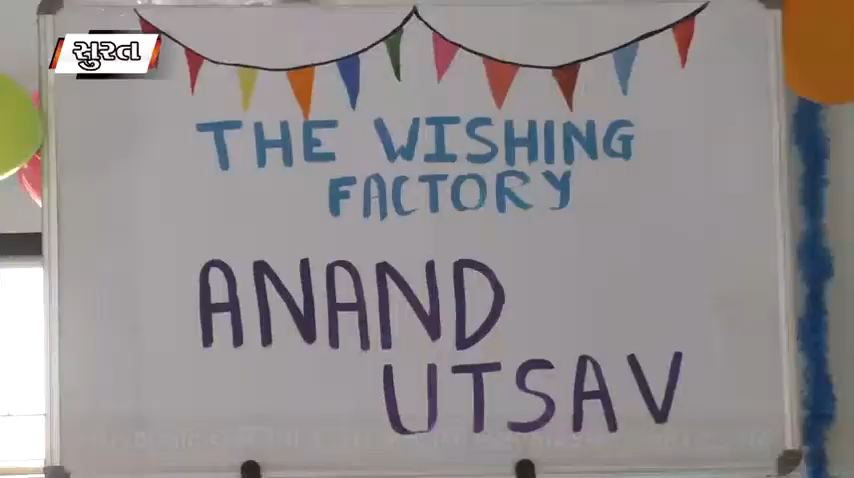 સુરત
THE WISHING
FACTORY
ANAND
UTSAV